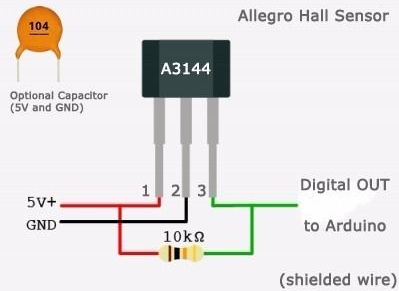 104
Allegro Hall Sensor
A3144
Optional Capacitor
(5V and GND)
1 2 3
5V+
GND
10kΩ
Digital OUT
to Arduino
(shielded wire)